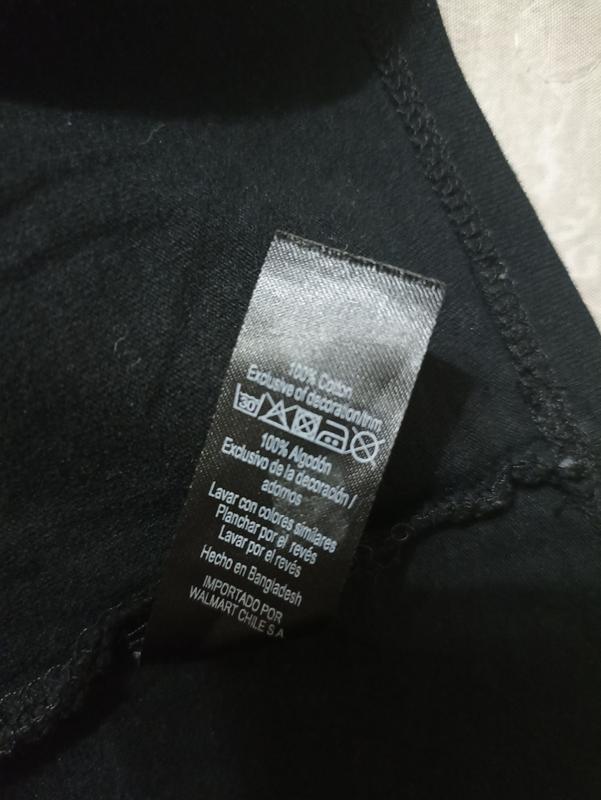 100% Cotton
Exclusive of decoration/trim
30
100% Algodón
Exclusivo de la decoración /
adornos
Lavar con colores similares
Planchar por el revés
Lavar por el revés
Hecho en Bangladesh
IMPORTADO POR
WALMART CHILE S.A